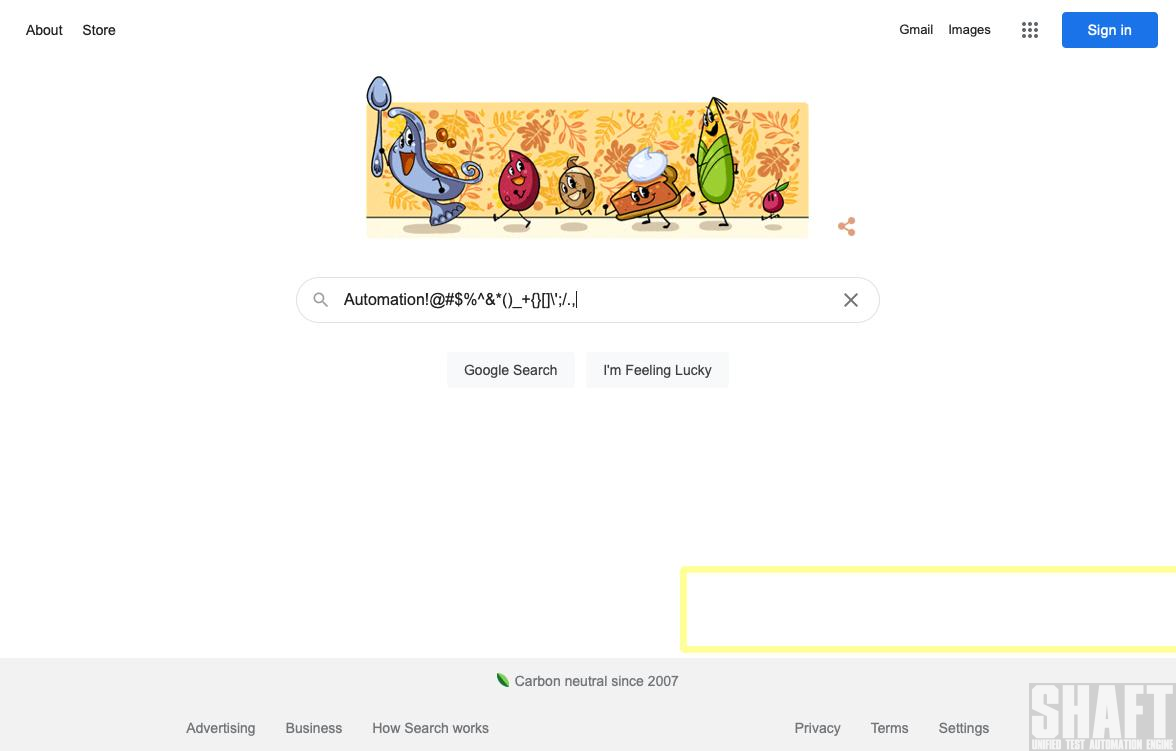 About Store
Gmail Images Sign in
Automation!@#$%^&*()_+{}[]\';/.,
Google Search I'm Feeling Lucky
Carbon neutral since 2007
Advertising Business How Search works Privacy Terms Settings
SHAFT
UNIFIED TEST AUTOMATION ENGINE